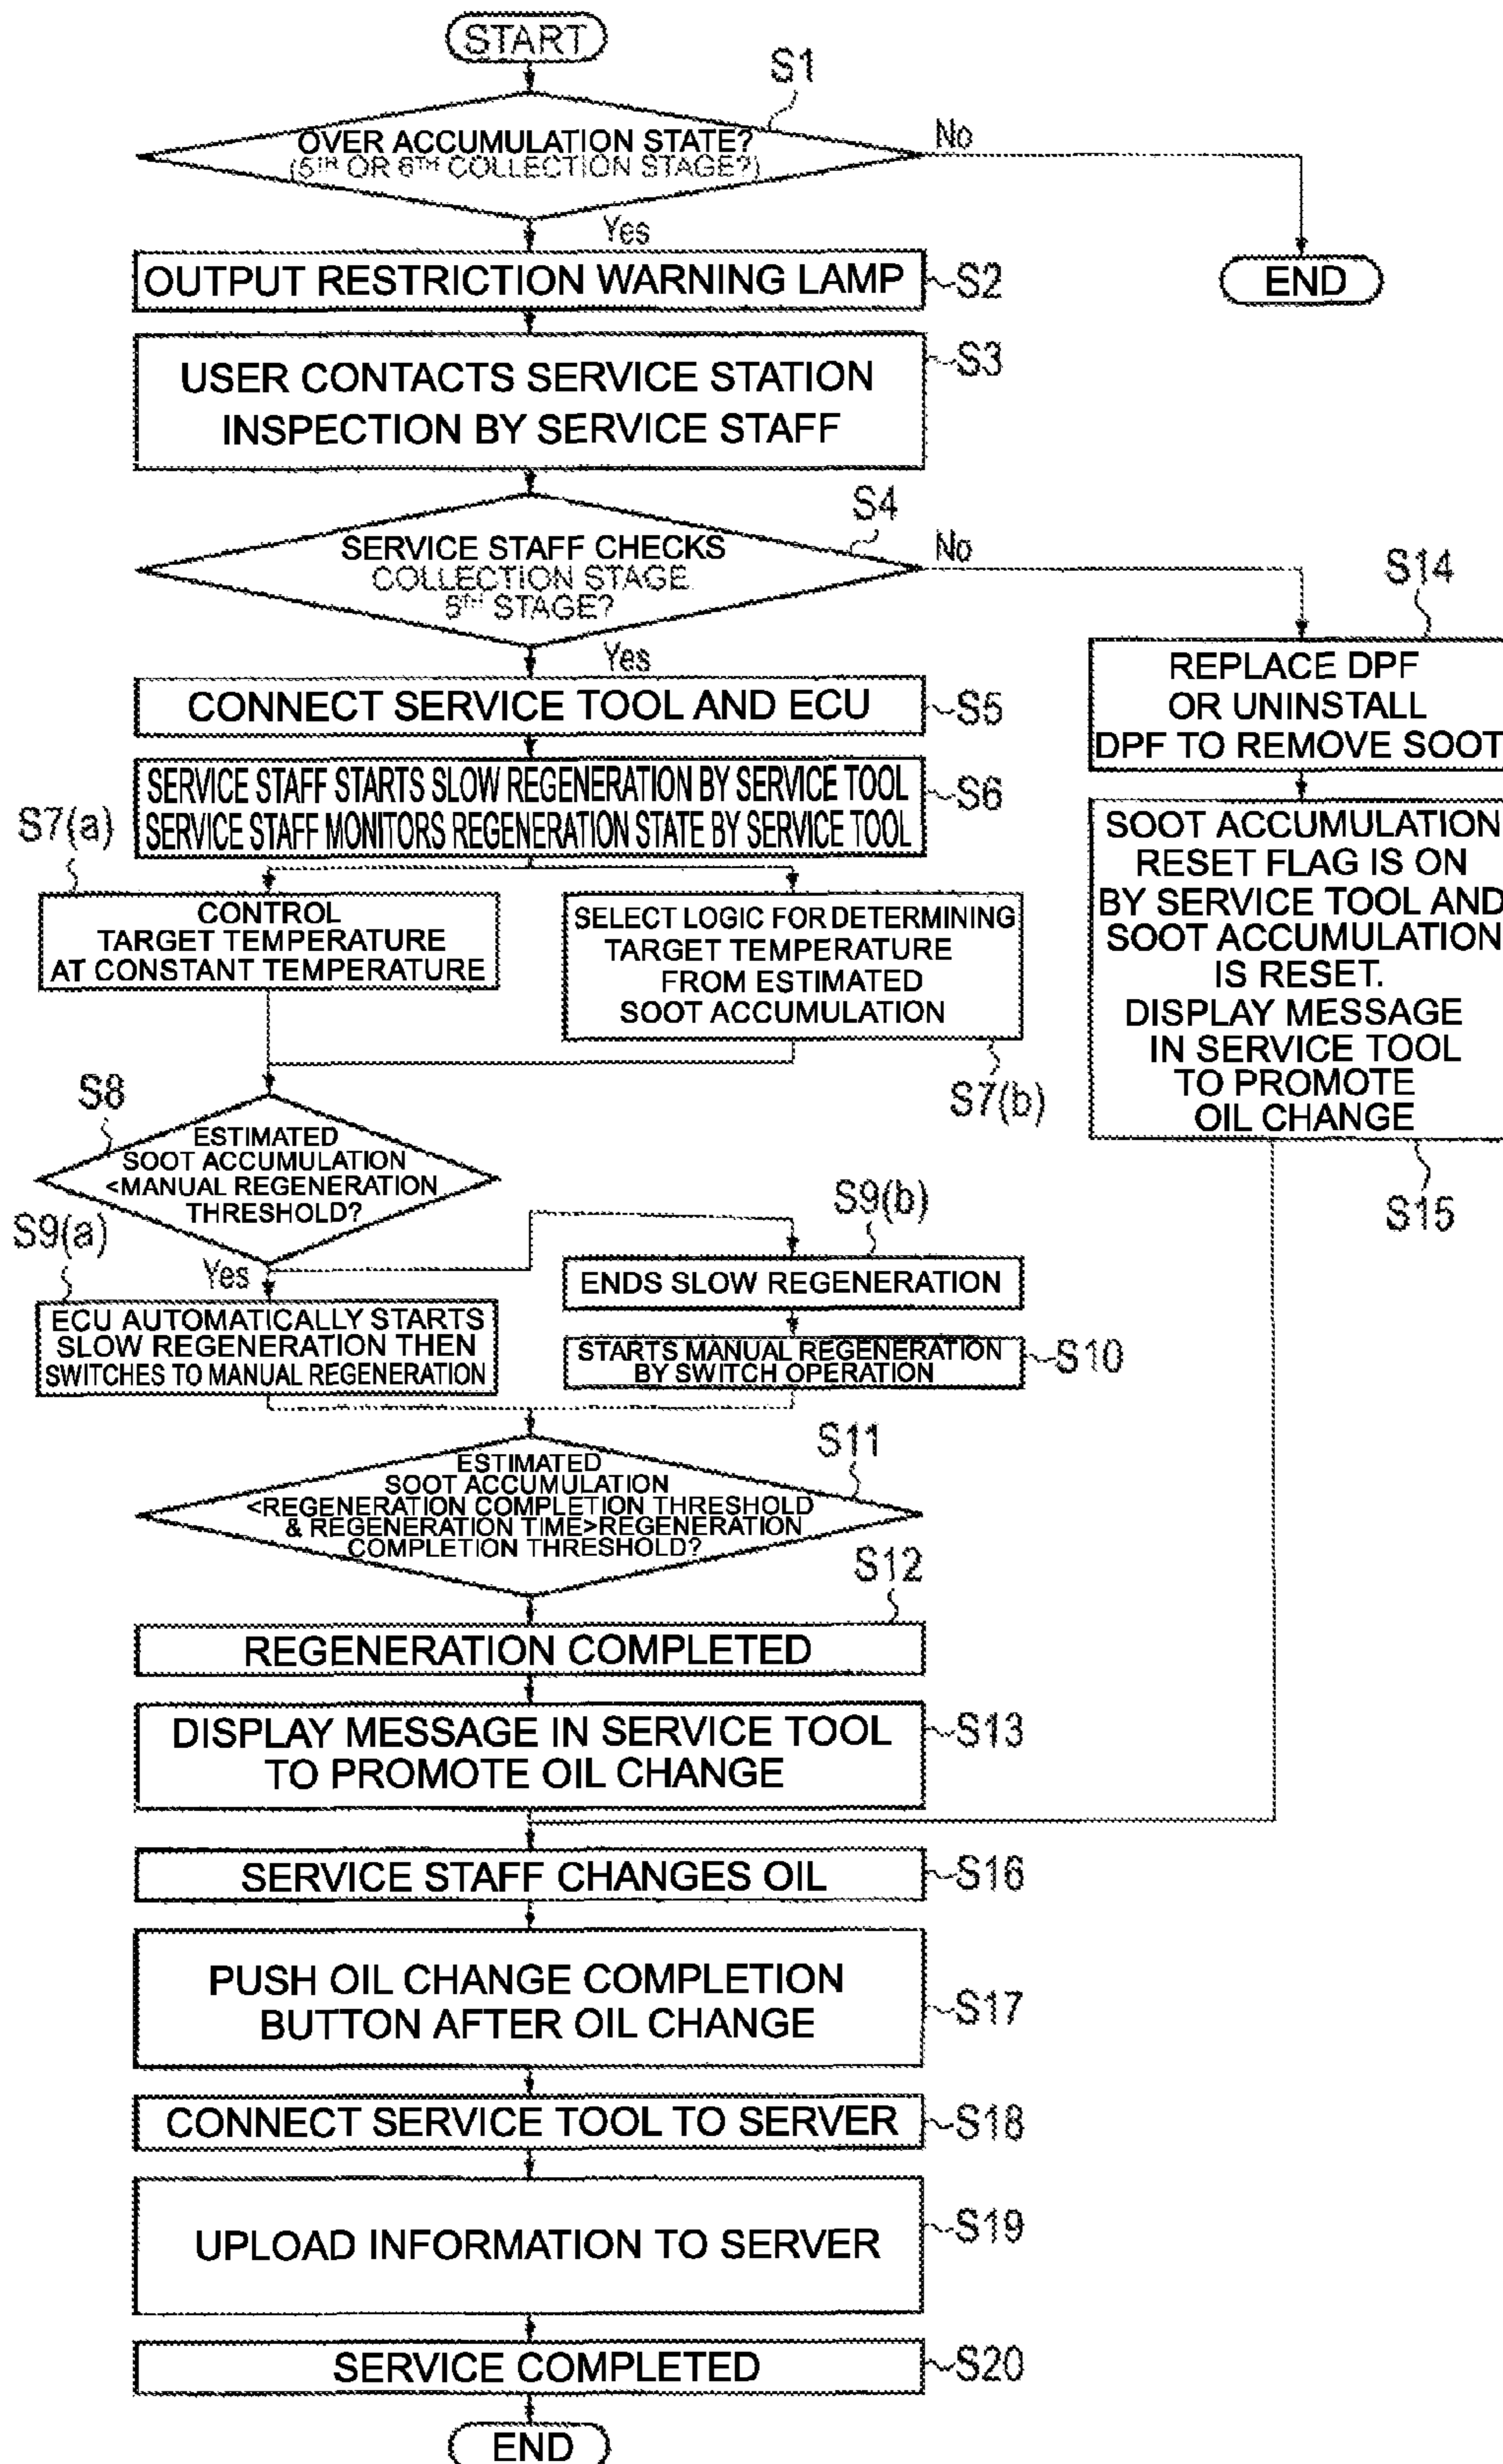 START
S1
OVER ACCUMULATION STATE?
(5TH OR 6TH COLLECTION STAGE?)
No
Yes
END
OUTPUT RESTRICTION WARNING LAMP
S2
USER CONTACTS SERVICE STATION
INSPECTION BY SERVICE STAFF
S3
S4
SERVICE STAFF CHECKS
COLLECTION STAGE
5TH STAGE?
No
Yes
S14
REPLACE DPF
OR UNINSTALL
DPF TO REMOVE SOOT
CONNECT SERVICE TOOL AND ECU
S5
SERVICE STAFF STARTS SLOW REGENERATION BY SERVICE TOOL
SERVICE STAFF MONITORS REGENERATION STATE BY SERVICE TOOL
S6
SOOT ACCUMULATION
RESET FLAG IS ON
BY SERVICE TOOL AND
SOOT ACCUMULATION
IS RESET.
DISPLAY MESSAGE
IN SERVICE TOOL
TO PROMOTE
OIL CHANGE
S15
S7(a)
CONTROL
TARGET TEMPERATURE
AT CONSTANT TEMPERATURE
SELECT LOGIC FOR DETERMINING
TARGET TEMPERATURE
FROM ESTIMATED
SOOT ACCUMULATION
S7(b)
S8
ESTIMATED
SOOT ACCUMULATION
<MANUAL REGENERATION
THRESHOLD?
Yes
S9(a)
ECU AUTOMATICALLY STARTS
SLOW REGENERATION THEN
SWITCHES TO MANUAL REGENERATION
S9(b)
ENDS SLOW REGENERATION
STARTS MANUAL REGENERATION
BY SWITCH OPERATION
S10
S11
ESTIMATED
SOOT ACCUMULATION
<REGENERATION COMPLETION THRESHOLD
& REGENERATION TIME>REGENERATION
COMPLETION THRESHOLD?
S12
REGENERATION COMPLETED
DISPLAY MESSAGE IN SERVICE TOOL
TO PROMOTE OIL CHANGE
S13
SERVICE STAFF CHANGES OIL
S16
PUSH OIL CHANGE COMPLETION
BUTTON AFTER OIL CHANGE
S17
CONNECT SERVICE TOOL TO SERVER
S18
UPLOAD INFORMATION TO SERVER
S19
SERVICE COMPLETED
S20
END